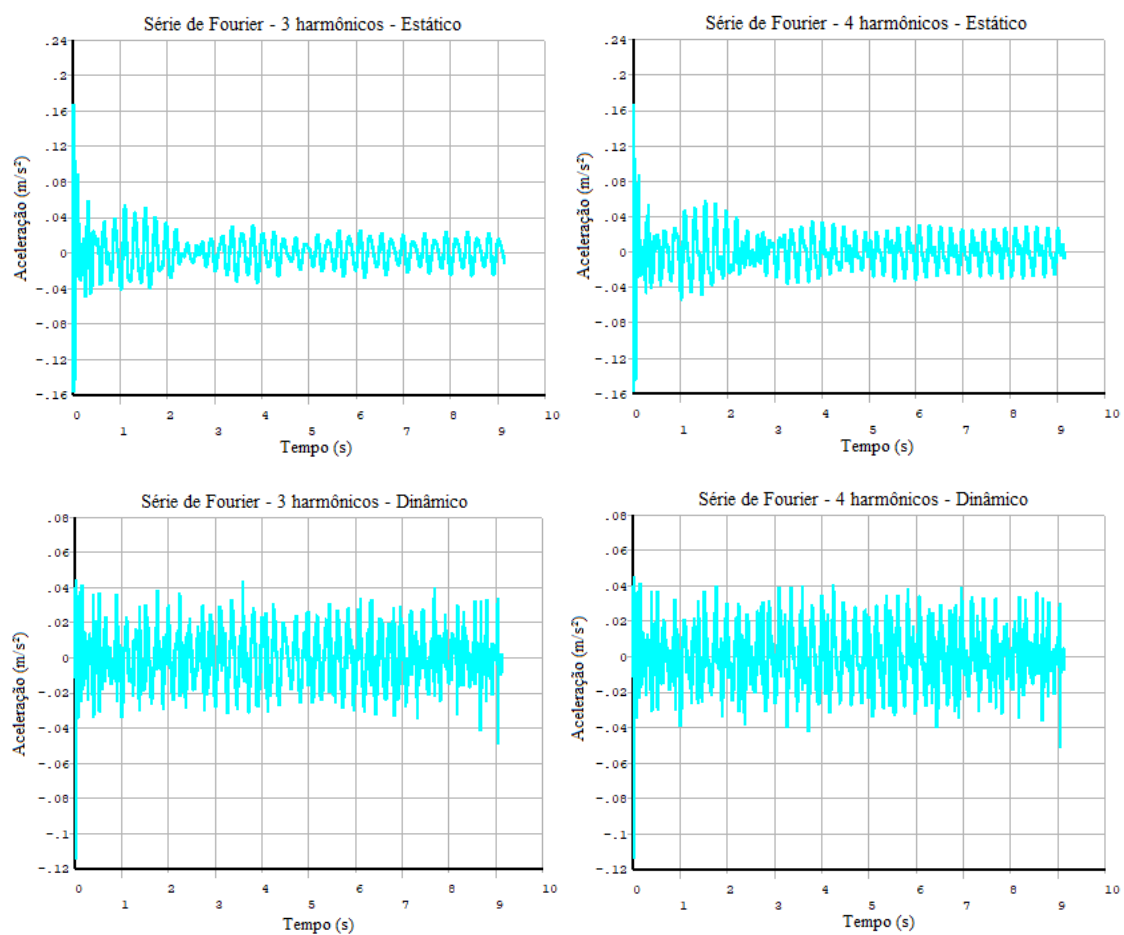 Série de Fourier - 3 harmônicos - Estático
.24
.2
.16
.12
.08
.04
0
-.04
-.08
-.12
-.16
Aceleração (m/s²)
0 2 4 6 8 10
1 3 5 7 9
Tempo (s)
Série de Fourier - 4 harmônicos - Estático
.24
.2
.16
.12
.08
.04
0
-.04
-.08
-.12
-.16
Aceleração (m/s²)
0 2 4 6 8 10
1 3 5 7 9
Tempo (s)
Série de Fourier - 3 harmônicos - Dinâmico
.08
.06
.04
.02
0
-.02
-.04
-.06
-.08
-.1
-.12
Aceleração (m/s²)
0 2 4 6 8 10
1 3 5 7 9
Tempo (s)
Série de Fourier - 4 harmônicos - Dinâmico
.08
.06
.04
.02
0
-.02
-.04
-.06
-.08
-.1
-.12
Aceleração (m/s²)
0 2 4 6 8 10
1 3 5 7 9
Tempo (s)